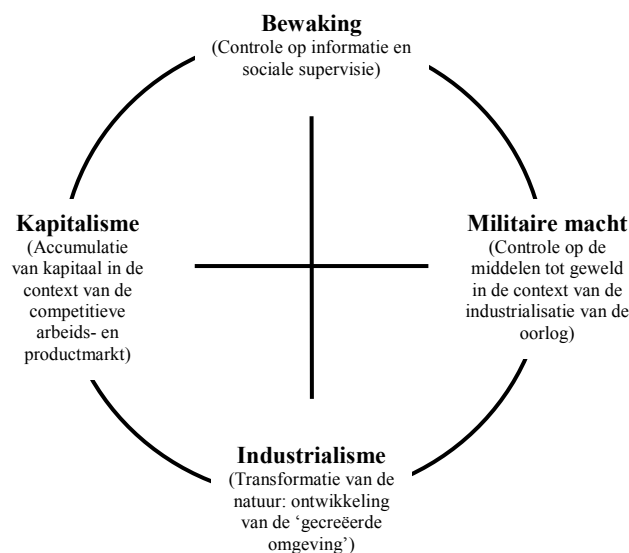 Bewaking
(Controle op informatie en
sociale supervisie)
Kapitalisme
(Accumulatie
van kapitaal in de
context van de
competitieve
arbeids- en
productmarkt)
Militaire macht
(Controle op de
middelen tot geweld
in de context van de
industrialisatie van de
oorlog)
Industrialisme
(Transformatie van de
natuur: ontwikkeling
van de ‘gecreëerde
omgeving’)